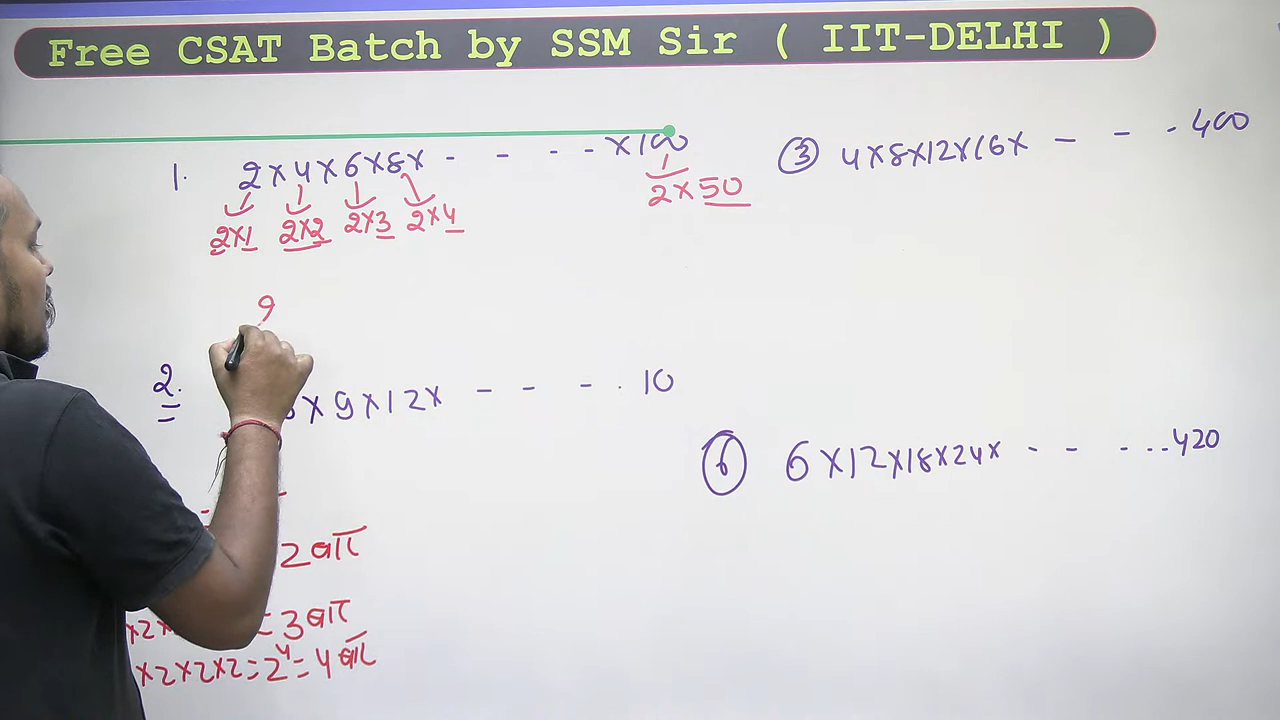 Free CSAT Batch by SSM Sir ( IIT-DELHI )
1. 2×4×6×8× - - - - ×100
2×1 2×2 2×3 2×4 2×50
③ 4×8×12×16× - - - 400
2
2. × 9×12× - - - . 10
⑥ 6×12×18×24× - - - .. 420
2 बार
×2× = 3 बार
×2×2×2=2⁴= 4 बार